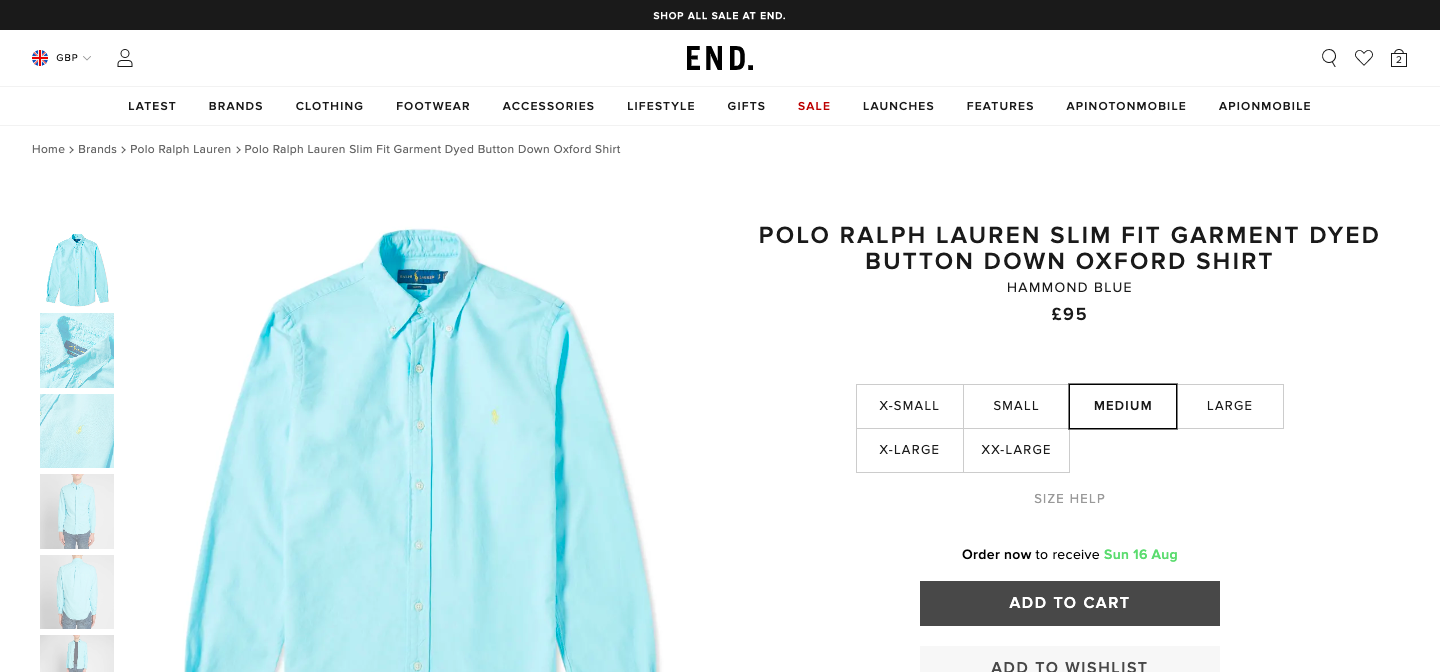 SHOP ALL SALE AT END.
GBP
END.
2
LATEST BRANDS CLOTHING FOOTWEAR ACCESSORIES LIFESTYLE GIFTS SALE LAUNCHES FEATURES APINOTONMOBILE APIONMOBILE
Home > Brands > Polo Ralph Lauren > Polo Ralph Lauren Slim Fit Garment Dyed Button Down Oxford Shirt
POLO RALPH LAUREN SLIM FIT GARMENT DYED
BUTTON DOWN OXFORD SHIRT
HAMMOND BLUE
£95
X-SMALL SMALL MEDIUM LARGE
X-LARGE XX-LARGE
SIZE HELP
Order now to receive Sun 16 Aug
ADD TO CART
ADD TO WISHLIST
RALPH LAUREN